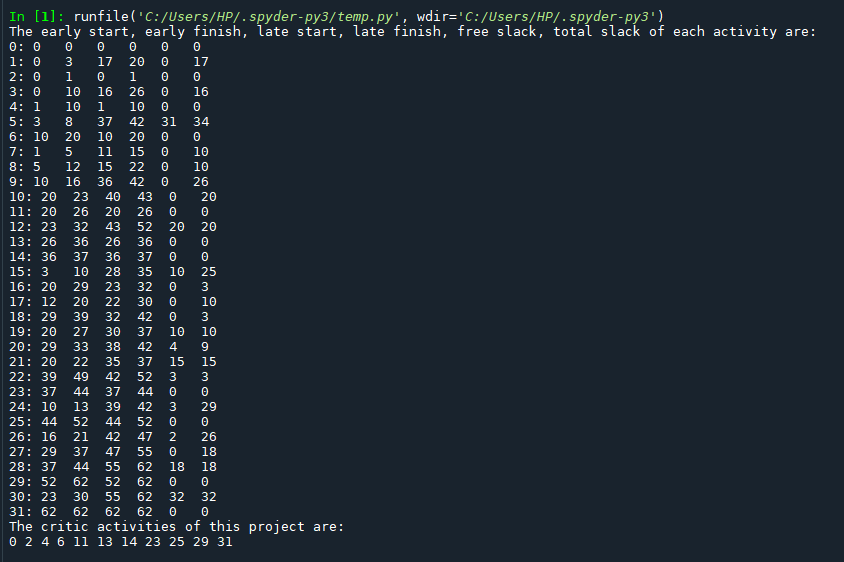 In [1]: runfile('C:/Users/HP/.spyder-py3/temp.py', wdir='C:/Users/HP/.spyder-py3')
The early start, early finish, late start, late finish, free slack, total slack of each activity are:
0: 0   0   0   0   0   0
1: 0   3   17  20  0   17
2: 0   1   0   1   0   0
3: 0   10  16  26  0   16
4: 1   10  1   10  0   0
5: 3   8   37  42  31  34
6: 10  20  10  20  0   0
7: 1   5   11  15  0   10
8: 5   12  15  22  0   10
9: 10  16  36  42  0   26
10: 20  23  40  43  0   20
11: 20  26  20  26  0   0
12: 23  32  43  52  20  20
13: 26  36  26  36  0   0
14: 36  37  36  37  0   0
15: 3   10  28  35  10  25
16: 20  29  23  32  0   3
17: 12  20  22  30  0   10
18: 29  39  32  42  0   3
19: 20  27  30  37  10  10
20: 29  33  38  42  4   9
21: 20  22  35  37  15  15
22: 39  49  42  52  3   3
23: 37  44  37  44  0   0
24: 10  13  39  42  3   29
25: 44  52  44  52  0   0
26: 16  21  42  47  2   26
27: 29  37  47  55  0   18
28: 37  44  55  62  18  18
29: 52  62  52  62  0   0
30: 23  30  55  62  32  32
31: 62  62  62  62  0   0
The critic activities of this project are:
0 2 4 6 11 13 14 23 25 29 31